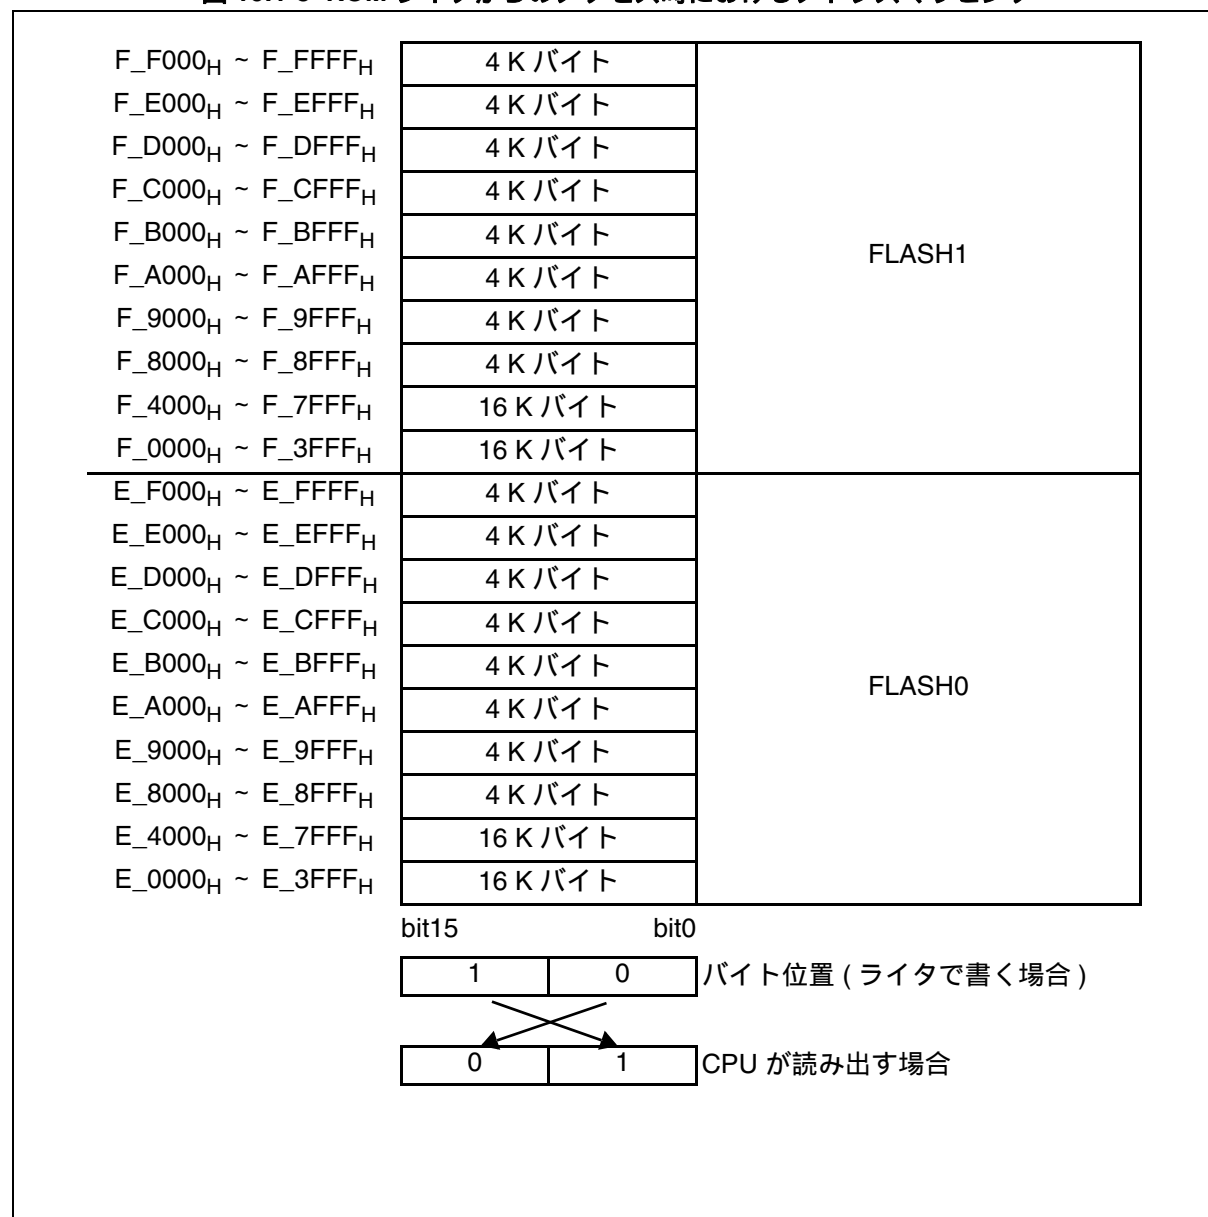 F_F000H ~ F_FFFFH 4 K バイト
F_E000H ~ F_EFFFH 4 K バイト
F_D000H ~ F_DFFFH 4 K バイト
F_C000H ~ F_CFFFH 4 K バイト
F_B000H ~ F_BFFFH 4 K バイト
FLASH1
F_A000H ~ F_AFFFH 4 K バイト
F_9000H ~ F_9FFFH 4 K バイト
F_8000H ~ F_8FFFH 4 K バイト
F_4000H ~ F_7FFFH 16 K バイト
F_0000H ~ F_3FFFH 16 K バイト
E_F000H ~ E_FFFFH 4 K バイト
E_E000H ~ E_EFFFH 4 K バイト
E_D000H ~ E_DFFFH 4 K バイト
E_C000H ~ E_CFFFH 4 K バイト
E_B000H ~ E_BFFFH 4 K バイト
FLASH0
E_A000H ~ E_AFFFH 4 K バイト
E_9000H ~ E_9FFFH 4 K バイト
E_8000H ~ E_8FFFH 4 K バイト
E_4000H ~ E_7FFFH 16 K バイト
E_0000H ~ E_3FFFH 16 K バイト
bit15 bit0
1 0 バイト位置 ( ライタで書く場合 )
0 1 CPU が読み出す場合